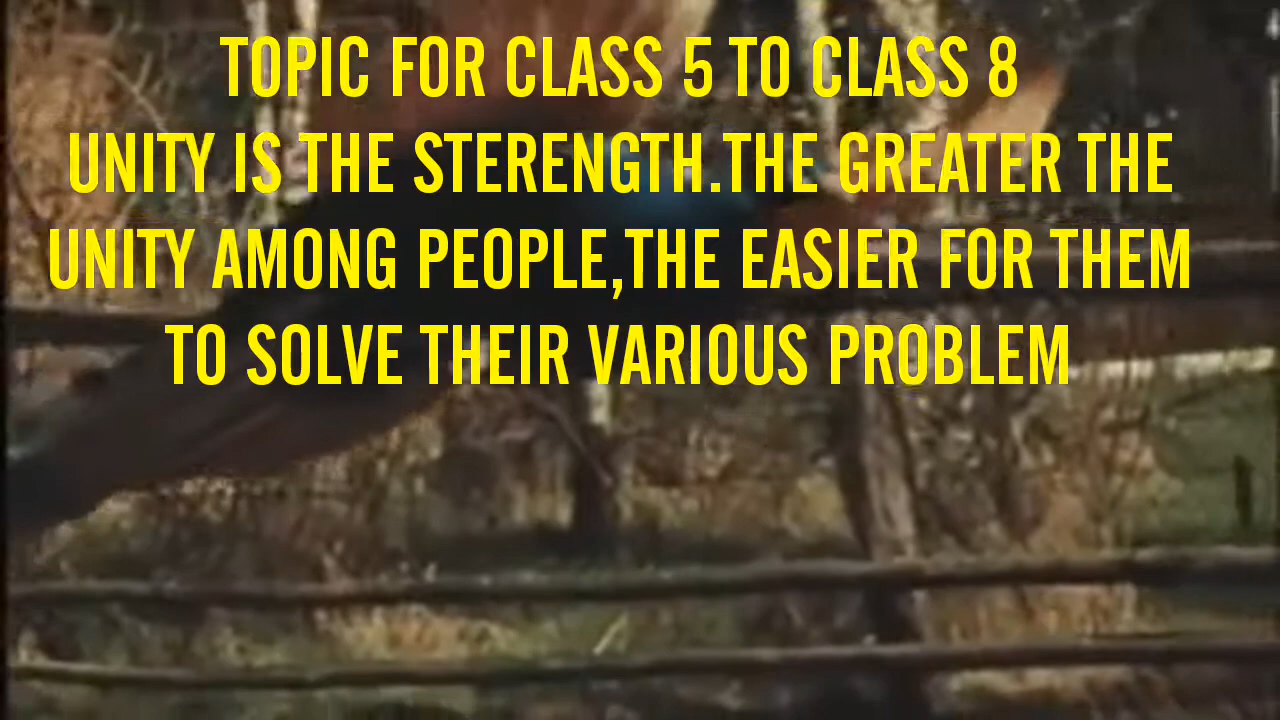 TOPIC FOR CLASS 5 TO CLASS 8
UNITY IS THE STERENGTH.THE GREATER THE
UNITY AMONG PEOPLE,THE EASIER FOR THEM
TO SOLVE THEIR VARIOUS PROBLEM